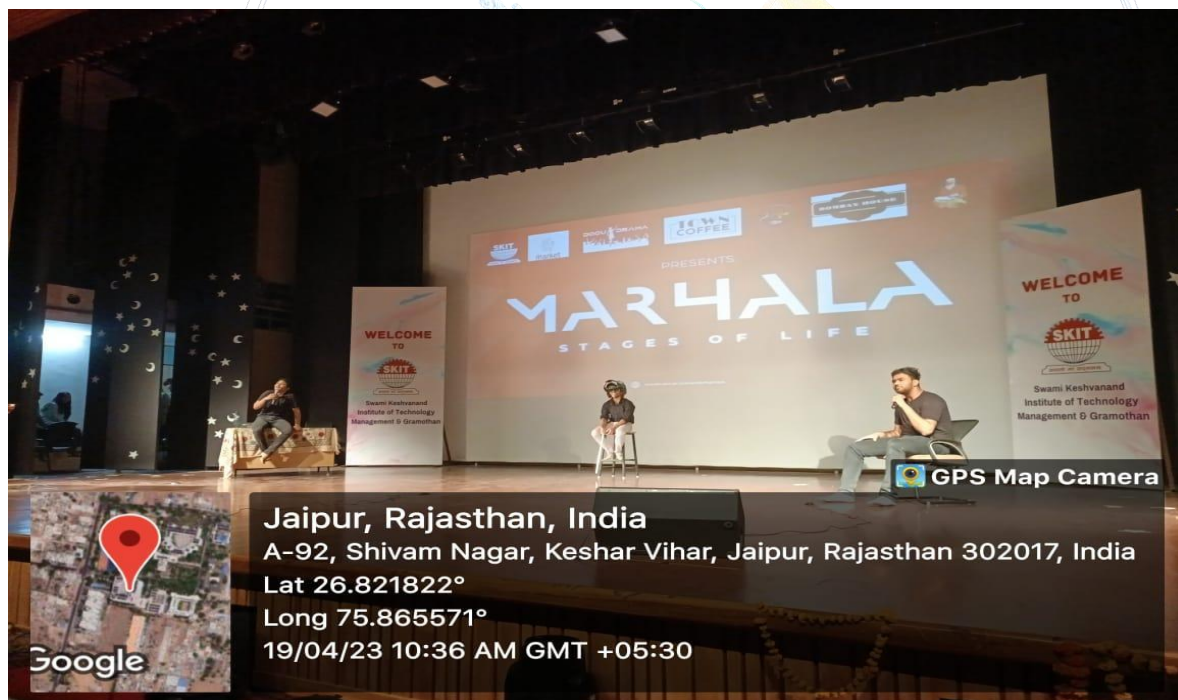 SKIT
TOWN
COFFEE
BOMBAY HOUSE
PRESENTS
MARHALA
STAGES OF LIFE
WELCOME
TO
SKIT
Swami Keshvanand
Institute of Technology
Management & Gramothan
WELCOME
TO
SKIT
Swami Keshvanand
Institute of Technology
Management & Gramothan
GPS Map Camera
Jaipur, Rajasthan, India
A-92, Shivam Nagar, Keshar Vihar, Jaipur, Rajasthan 302017, India
Lat 26.821822°
Long 75.865571°
19/04/23 10:36 AM GMT +05:30
Google